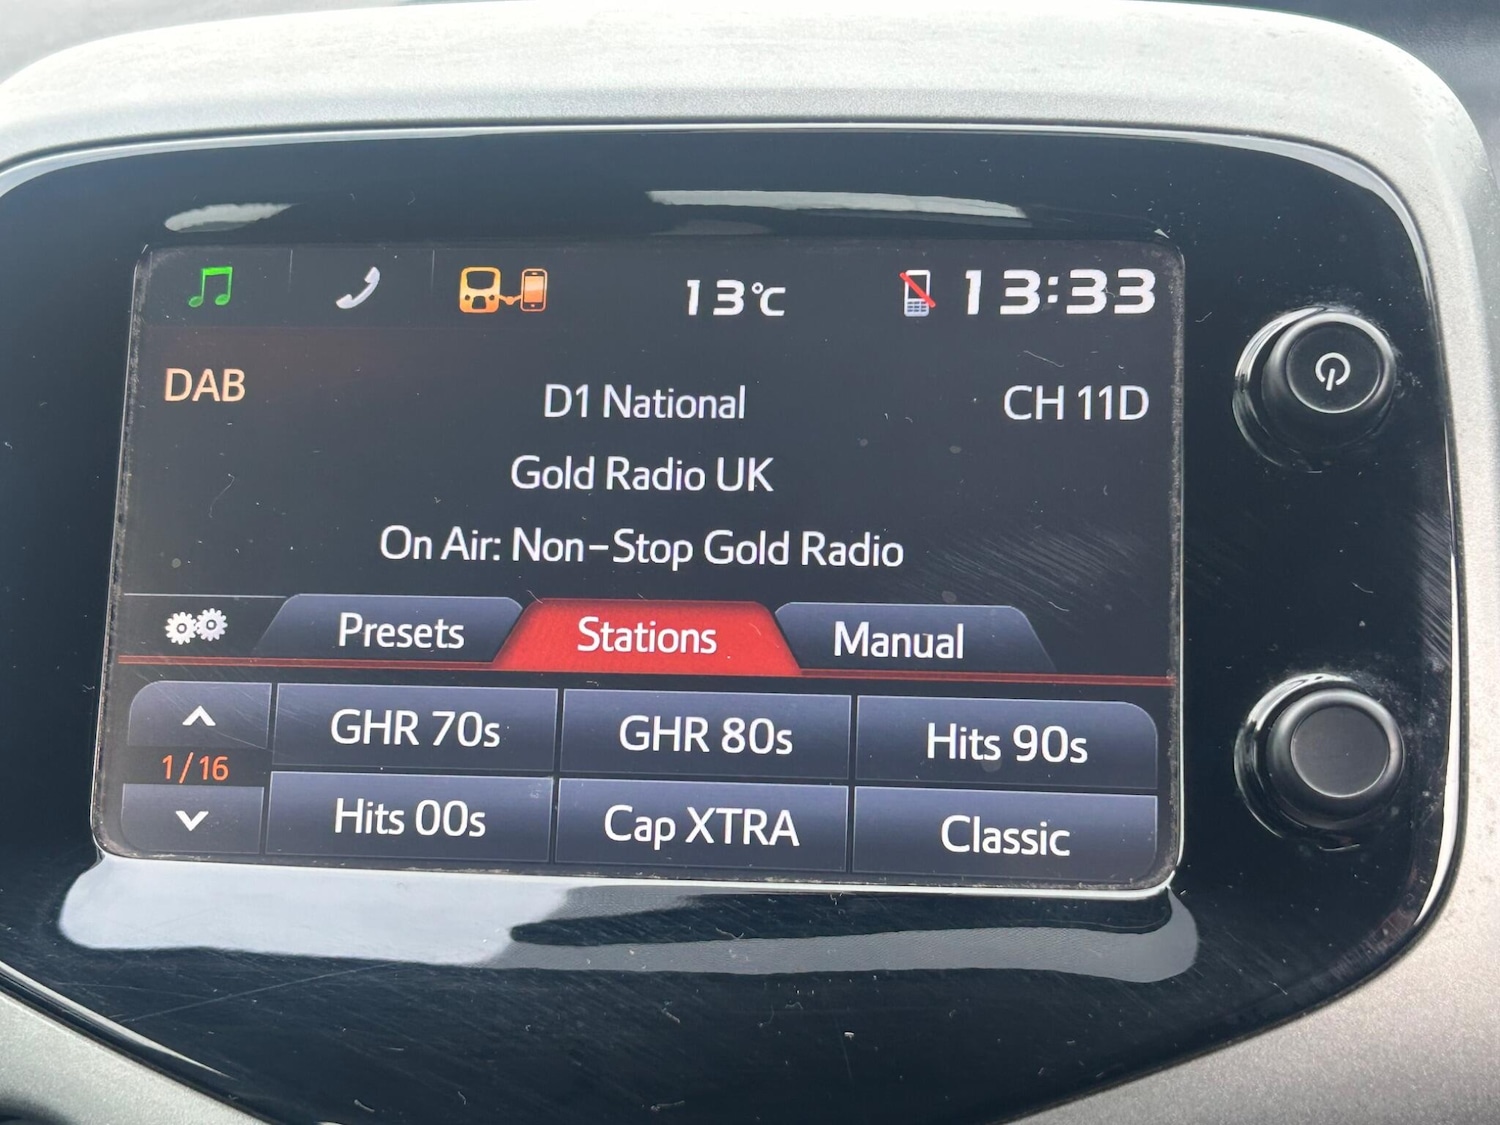 13°C 13:33
DAB
D1 National CH 11D
Gold Radio UK
On Air: Non-Stop Gold Radio
Presets Stations Manual
GHR 70s GHR 80s Hits 90s
1/16
Hits 00s Cap XTRA Classic